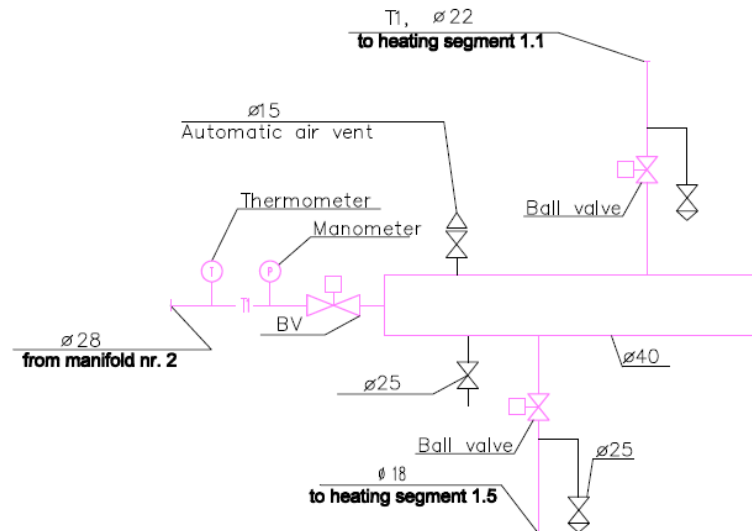 T1, ø22
to heating segment 1.1
ø15
Automatic air vent
Thermometer
Manometer
Ball valve
T
P
T1
BV
ø28
from manifold nr. 2
ø40
ø25
Ball valve
ø25
ø18
to heating segment 1.5